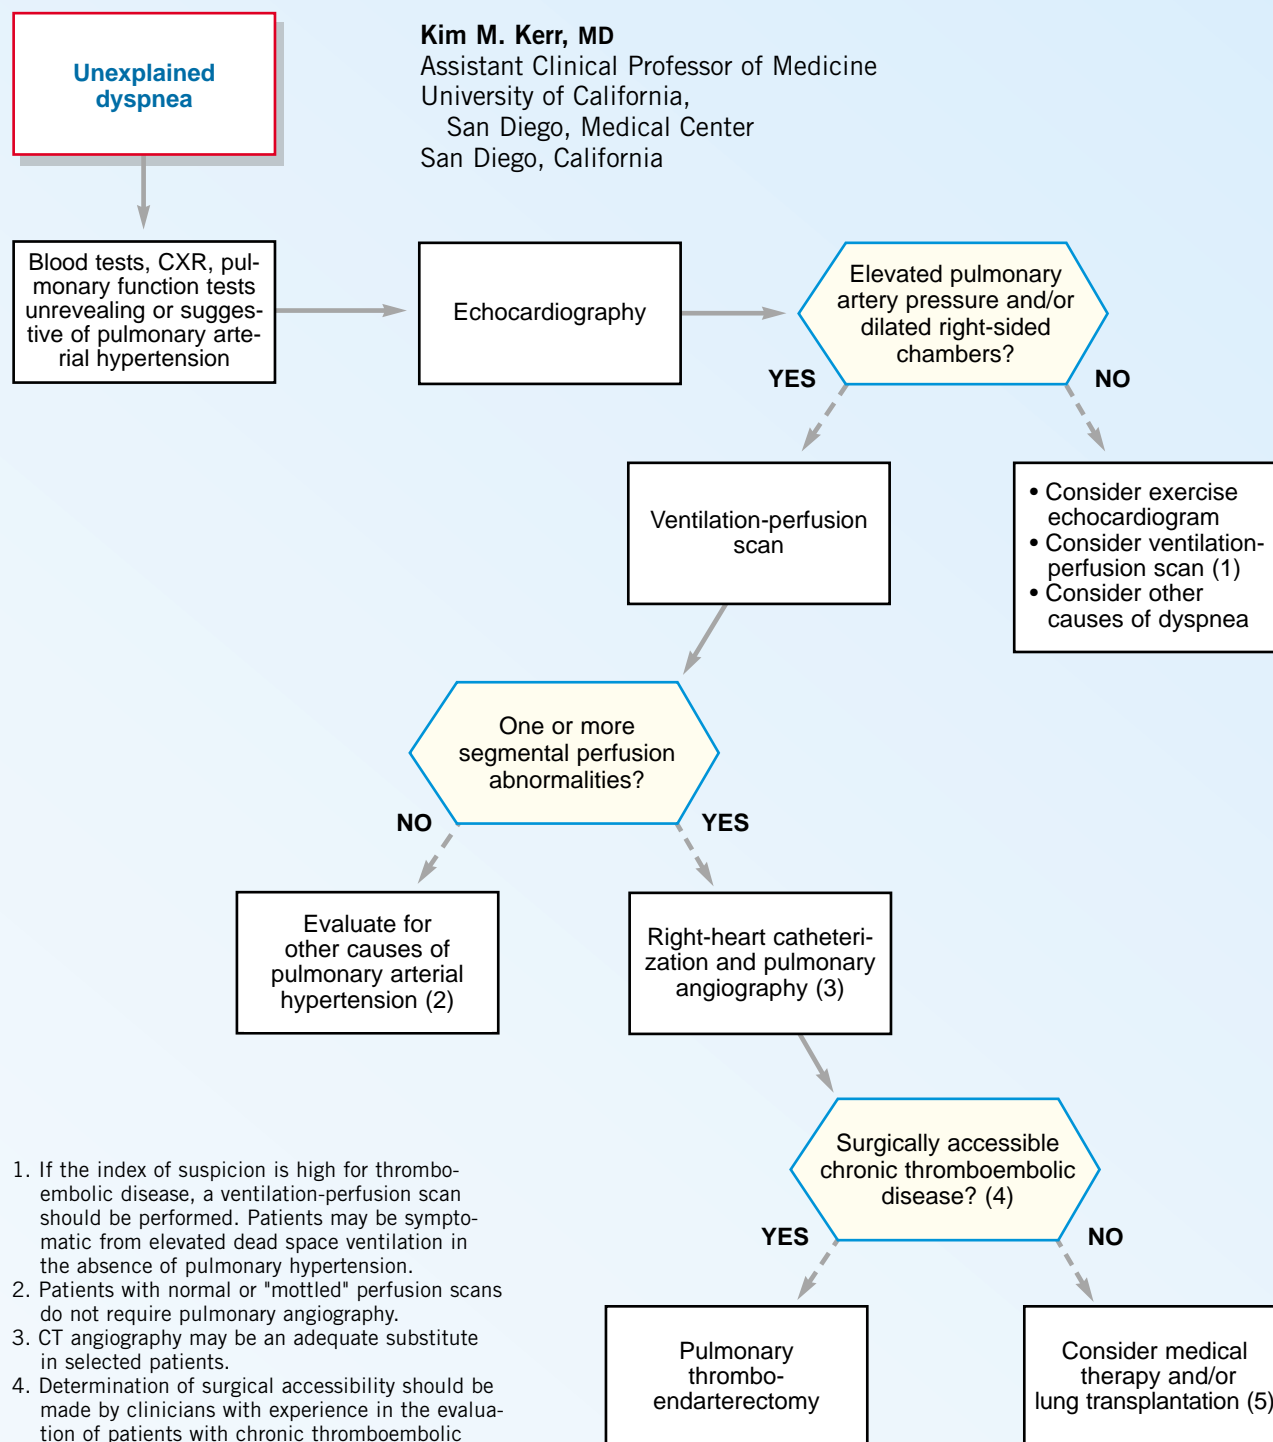 Unexplained
dyspnea
Kim M. Kerr, MD
Assistant Clinical Professor of Medicine
University of California,
San Diego, Medical Center
San Diego, California
Blood tests, CXR, pul-
monary function tests
unrevealing or sugges-
tive of pulmonary arte-
rial hypertension
Echocardiography
Elevated pulmonary
artery pressure and/or
dilated right-sided
chambers?
YES
NO
Ventilation-perfusion
scan
• Consider exercise
echocardiogram
• Consider ventilation-
perfusion scan (1)
• Consider other
causes of dyspnea
One or more
segmental perfusion
abnormalities?
NO
YES
Evaluate for
other causes of
pulmonary arterial
hypertension (2)
Right-heart catheteri-
zation and pulmonary
angiography (3)
Surgically accessible
chronic thromboembolic
disease? (4)
YES
NO
Pulmonary
thrombo-
endarterectomy
Consider medical
therapy and/or
lung transplantation (5)
1. If the index of suspicion is high for thrombo-
embolic disease, a ventilation-perfusion scan
should be performed. Patients may be sympto-
matic from elevated dead space ventilation in
the absence of pulmonary hypertension.
2. Patients with normal or "mottled" perfusion scans
do not require pulmonary angiography.
3. CT angiography may be an adequate substitute
in selected patients.
4. Determination of surgical accessibility should be
made by clinicians with experience in the evalua-
tion of patients with chronic thromboembolic